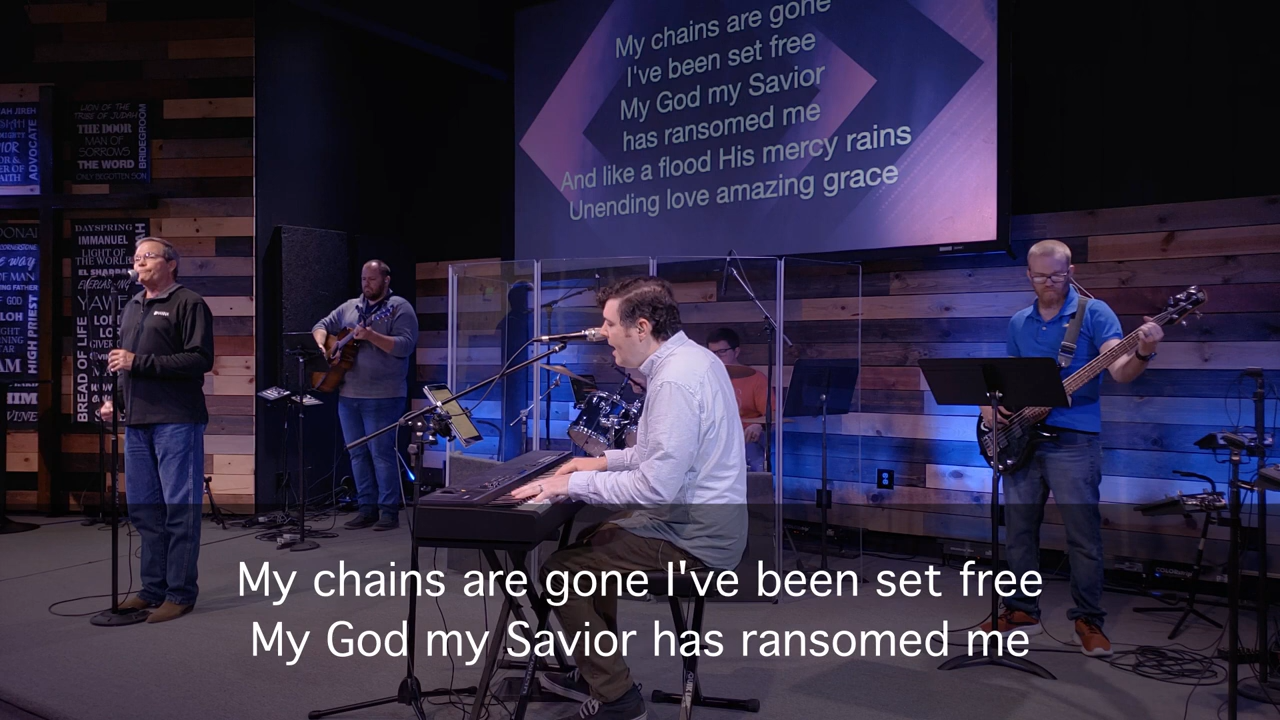 My chains are gone
I've been set free
My God my Savior
has ransomed me
And like a flood His mercy rains
Unending love amazing grace
LION OF THE
TRIBE OF JUDAH
THE DOOR
MAN OF
SORROWS
THE WORD
ONLY BEGOTTEN SON
BRIDEGROOM
ADVOCATE
DAYSPRING
IMMANUEL
LIGHT OF
THE WORLD
EL SHADDAI
BREAD OF LIFE
HIGH PRIEST
My chains are gone I've been set free
My God my Savior has ransomed me